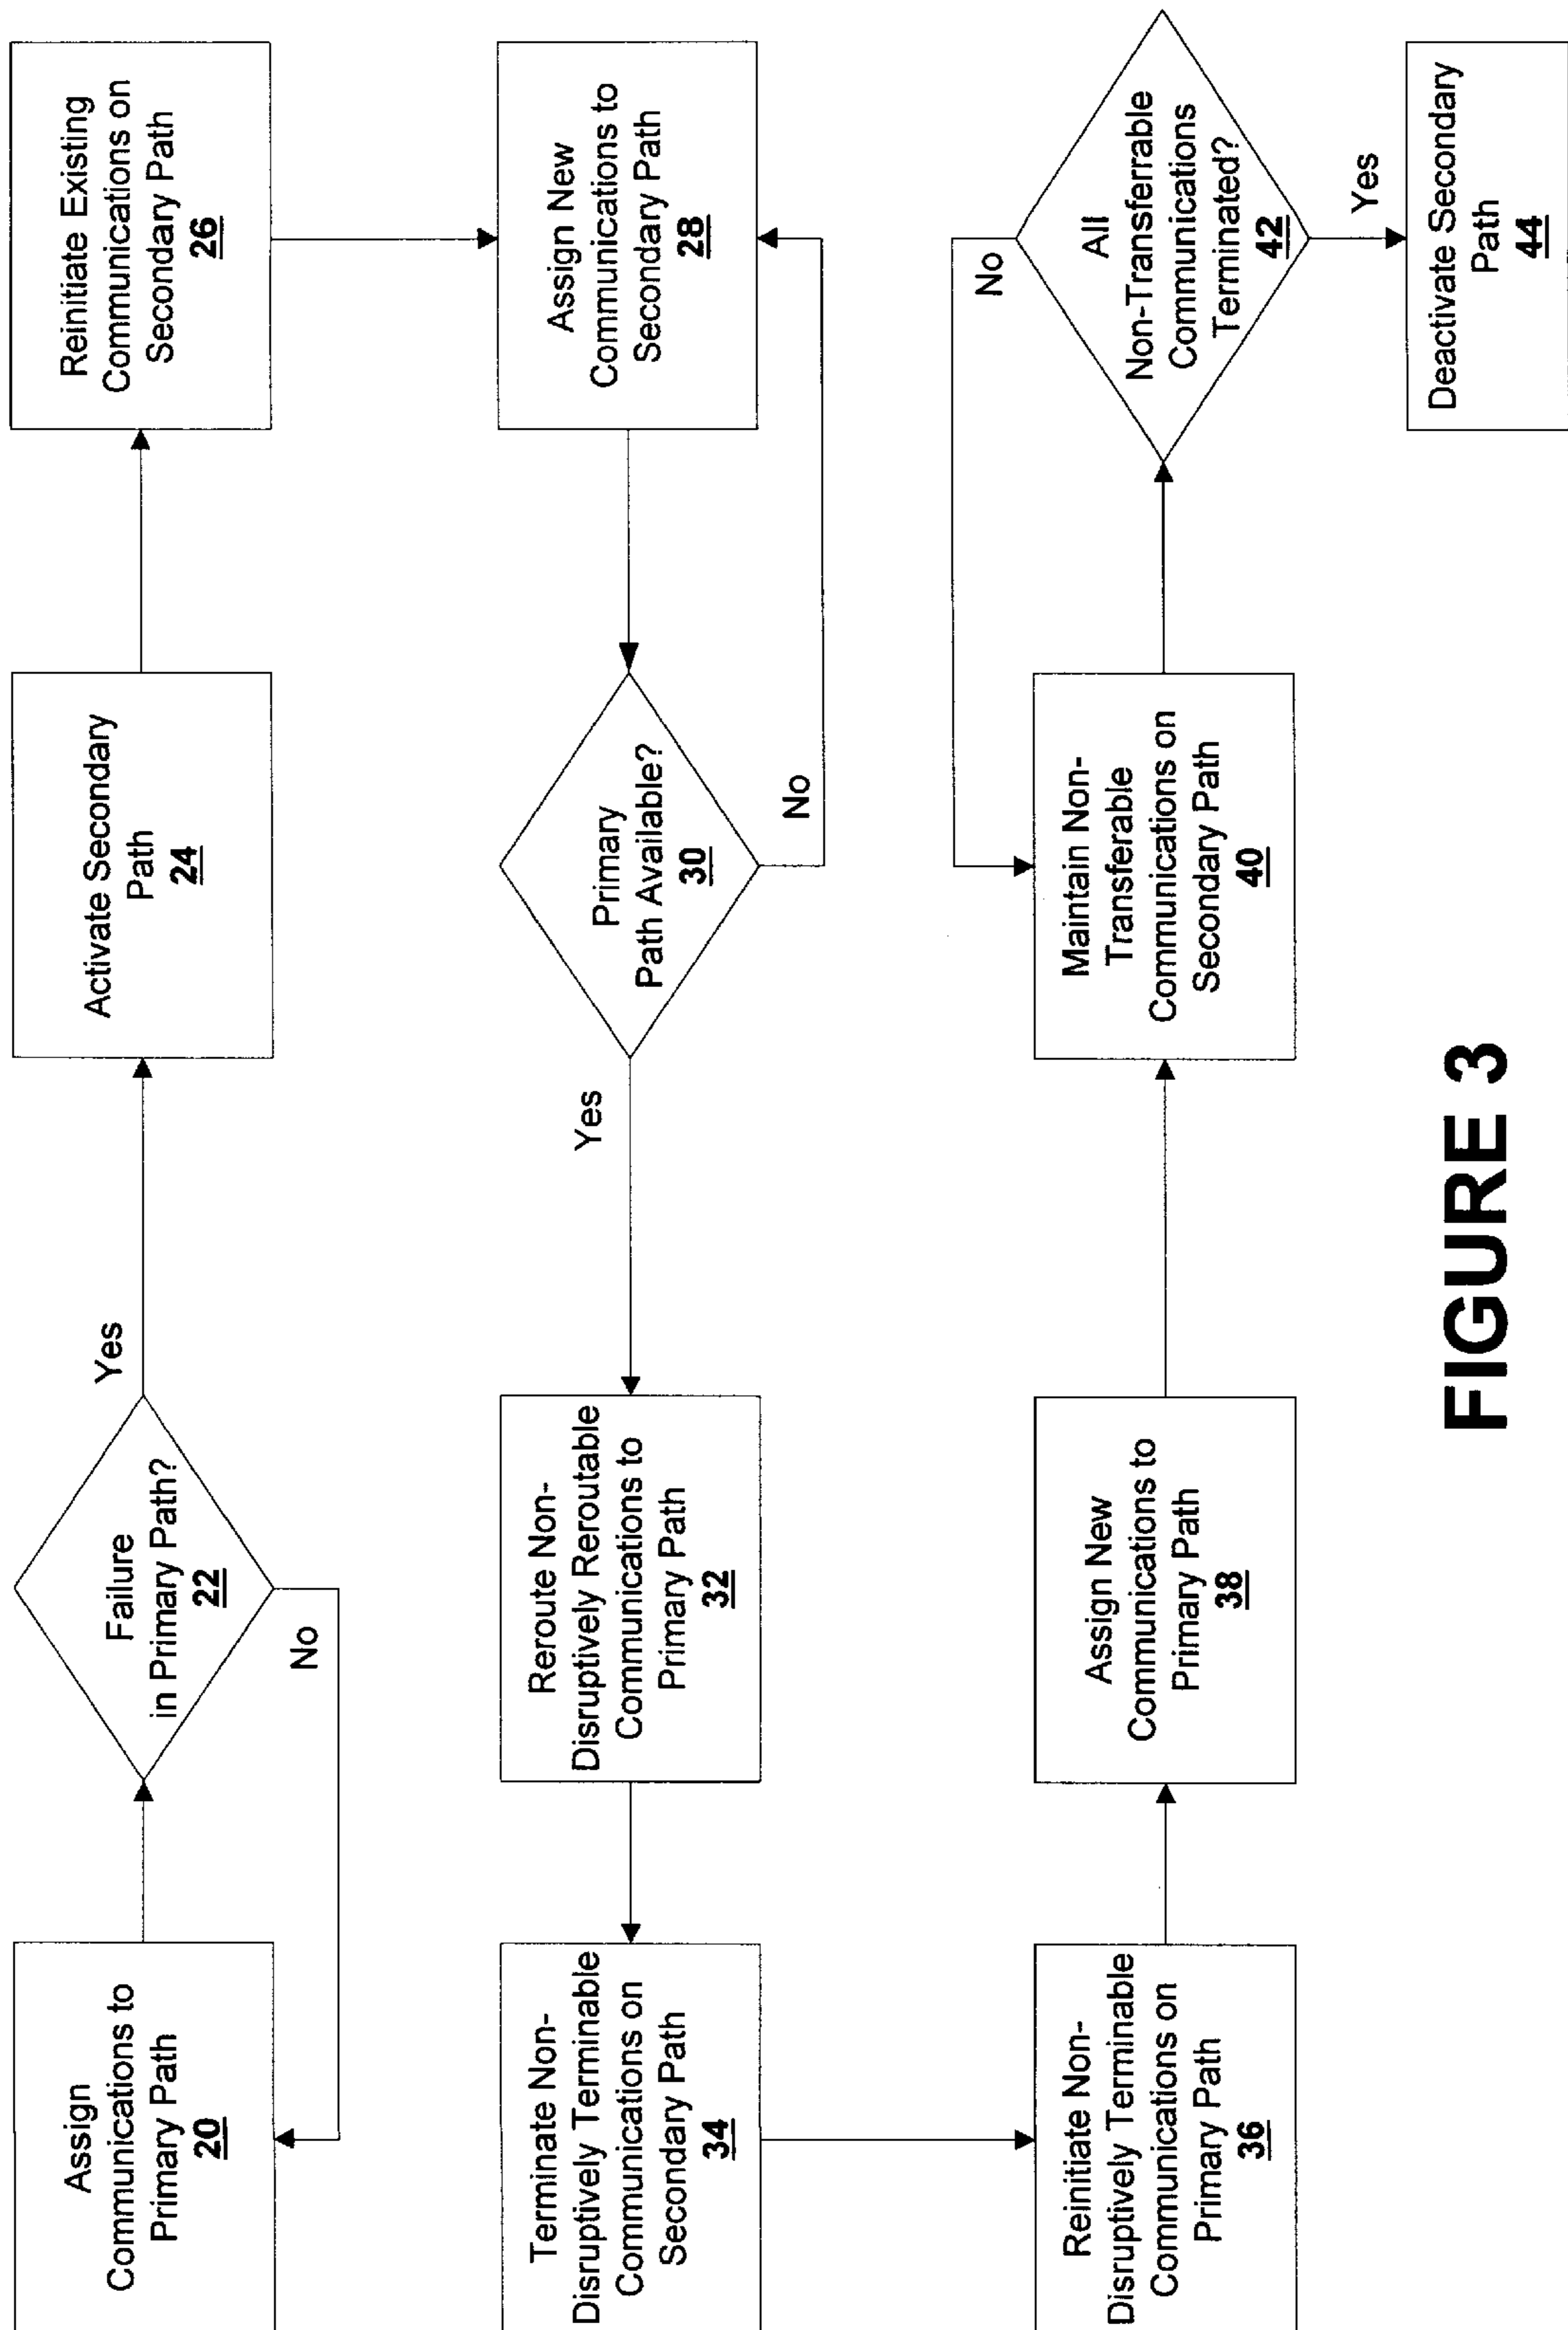 Assign
Communications to
Primary Path
20
Failure
in Primary Path?
22
No
Yes
Activate Secondary
Path
24
Reinitiate Existing
Communications on
Secondary Path
26
Assign New
Communications to
Secondary Path
28
Primary
Path Available?
30
No
Yes
Reroute Non-
Disruptively Reroutable
Communications to
Primary Path
32
Terminate Non-
Disruptively Terminable
Communications on
Secondary Path
34
Reinitiate Non-
Disruptively Terminable
Communications on
Primary Path
36
Assign New
Communications to
Primary Path
38
Maintain Non-
Transferable
Communications on
Secondary Path
40
All
Non-Transferrable
Communications
Terminated?
42
No
Yes
Deactivate Secondary
Path
44
FIGURE 3